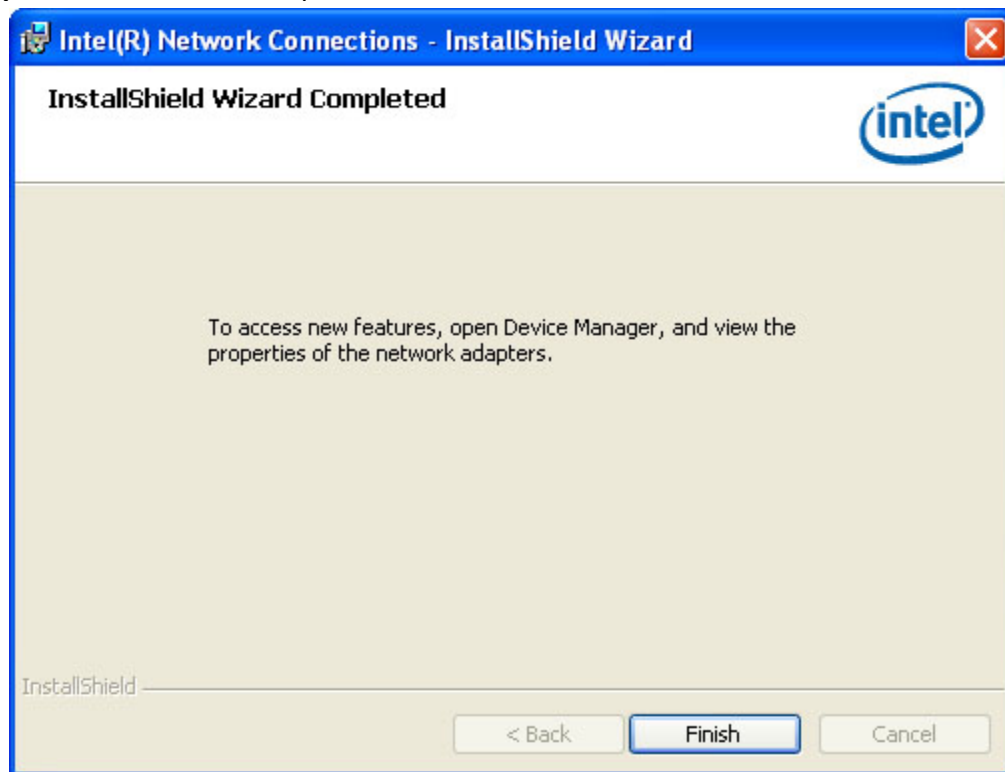 Intel(R) Network Connections - InstallShield Wizard
InstallShield Wizard Completed
intel
To access new features, open Device Manager, and view the
properties of the network adapters.
InstallShield
< Back Finish Cancel